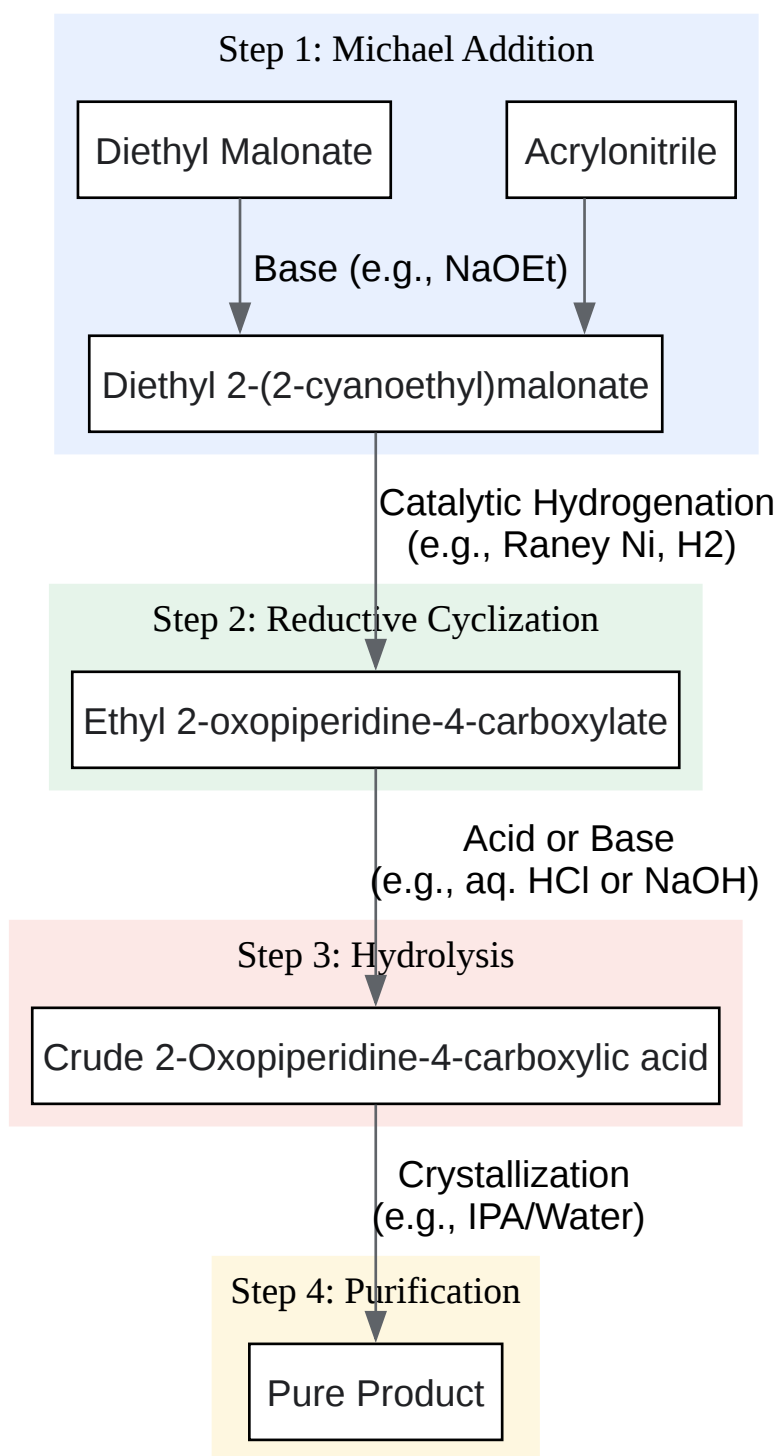 Step 1: Michael Addition
Diethyl Malonate
Acrylonitrile
Base (e.g., NaOEt)
Diethyl 2-(2-cyanoethyl)malonate
Catalytic Hydrogenation
(e.g., Raney Ni, H2)
Step 2: Reductive Cyclization
Ethyl 2-oxopiperidine-4-carboxylate
Acid or Base
(e.g., aq. HCl or NaOH)
Step 3: Hydrolysis
Crude 2-Oxopiperidine-4-carboxylic acid
Crystallization
(e.g., IPA/Water)
Step 4: Purification
Pure Product